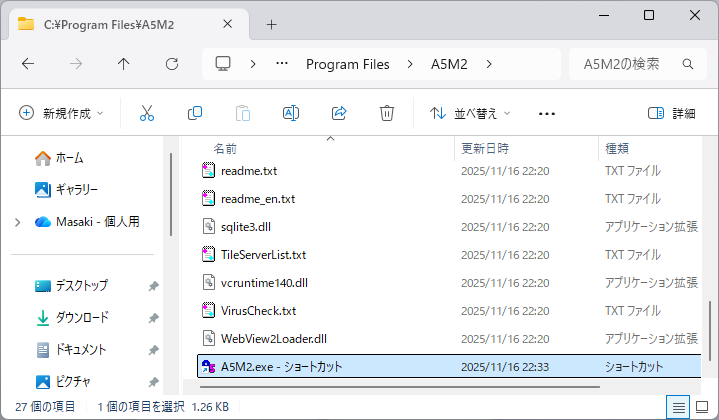 C:¥Program Files¥A5M2
Program Files A5M2 A5M2の検索
新規作成 並べ替え 詳細
名前 更新日時 種類
ホーム
ギャラリー
Masaki - 個人用
デスクトップ
ダウンロード
ドキュメント
ピクチャ
readme.txt 2025/11/16 22:20 TXT ファイル
readme_en.txt 2025/11/16 22:20 TXT ファイル
sqlite3.dll 2025/11/16 22:20 アプリケーション拡張
TileServerList.txt 2025/11/16 22:20 TXT ファイル
vcruntime140.dll 2025/11/16 22:20 アプリケーション拡張
VirusCheck.txt 2025/11/16 22:20 TXT ファイル
WebView2Loader.dll 2025/11/16 22:20 アプリケーション拡張
A5M2.exe - ショートカット 2025/11/16 22:33 ショートカット
27 個の項目 1 個の項目を選択 1.26 KB